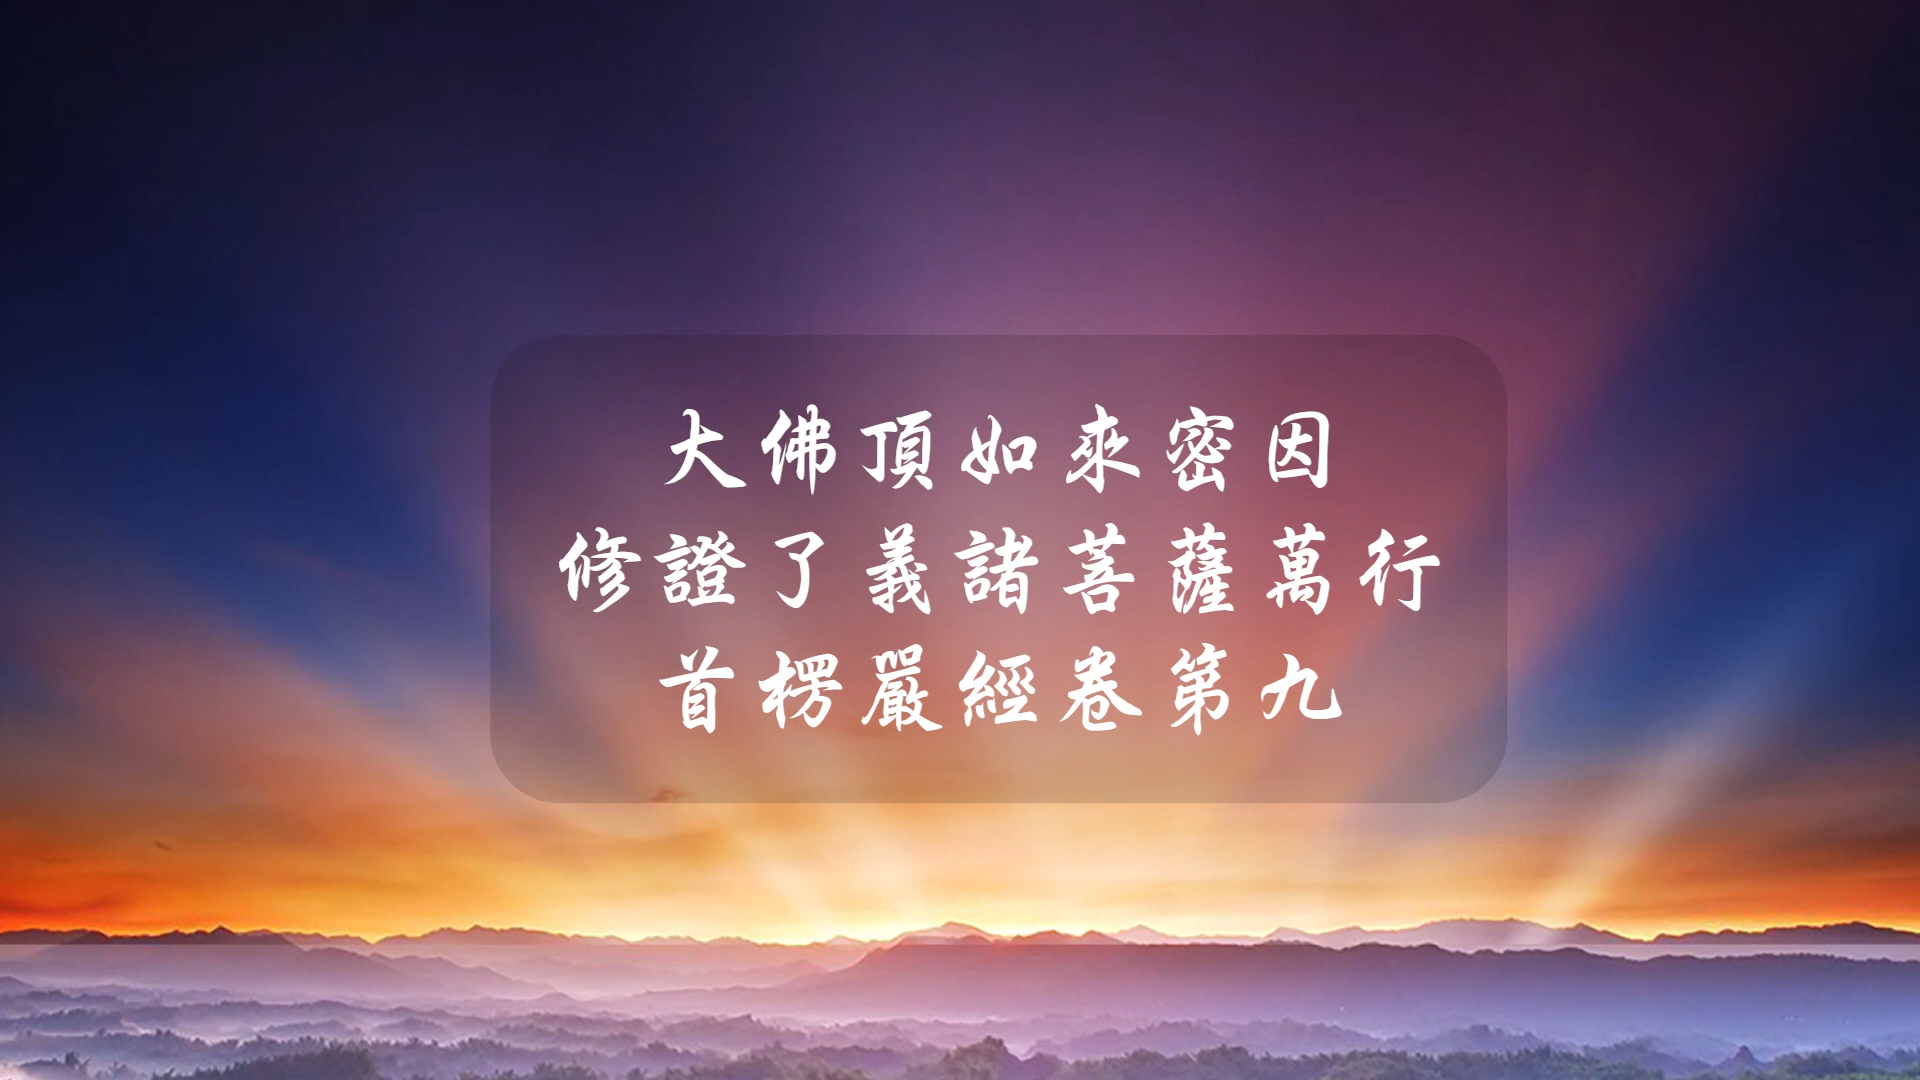 大佛頂如來密因
修證了義諸菩薩萬行
首楞嚴經卷第九